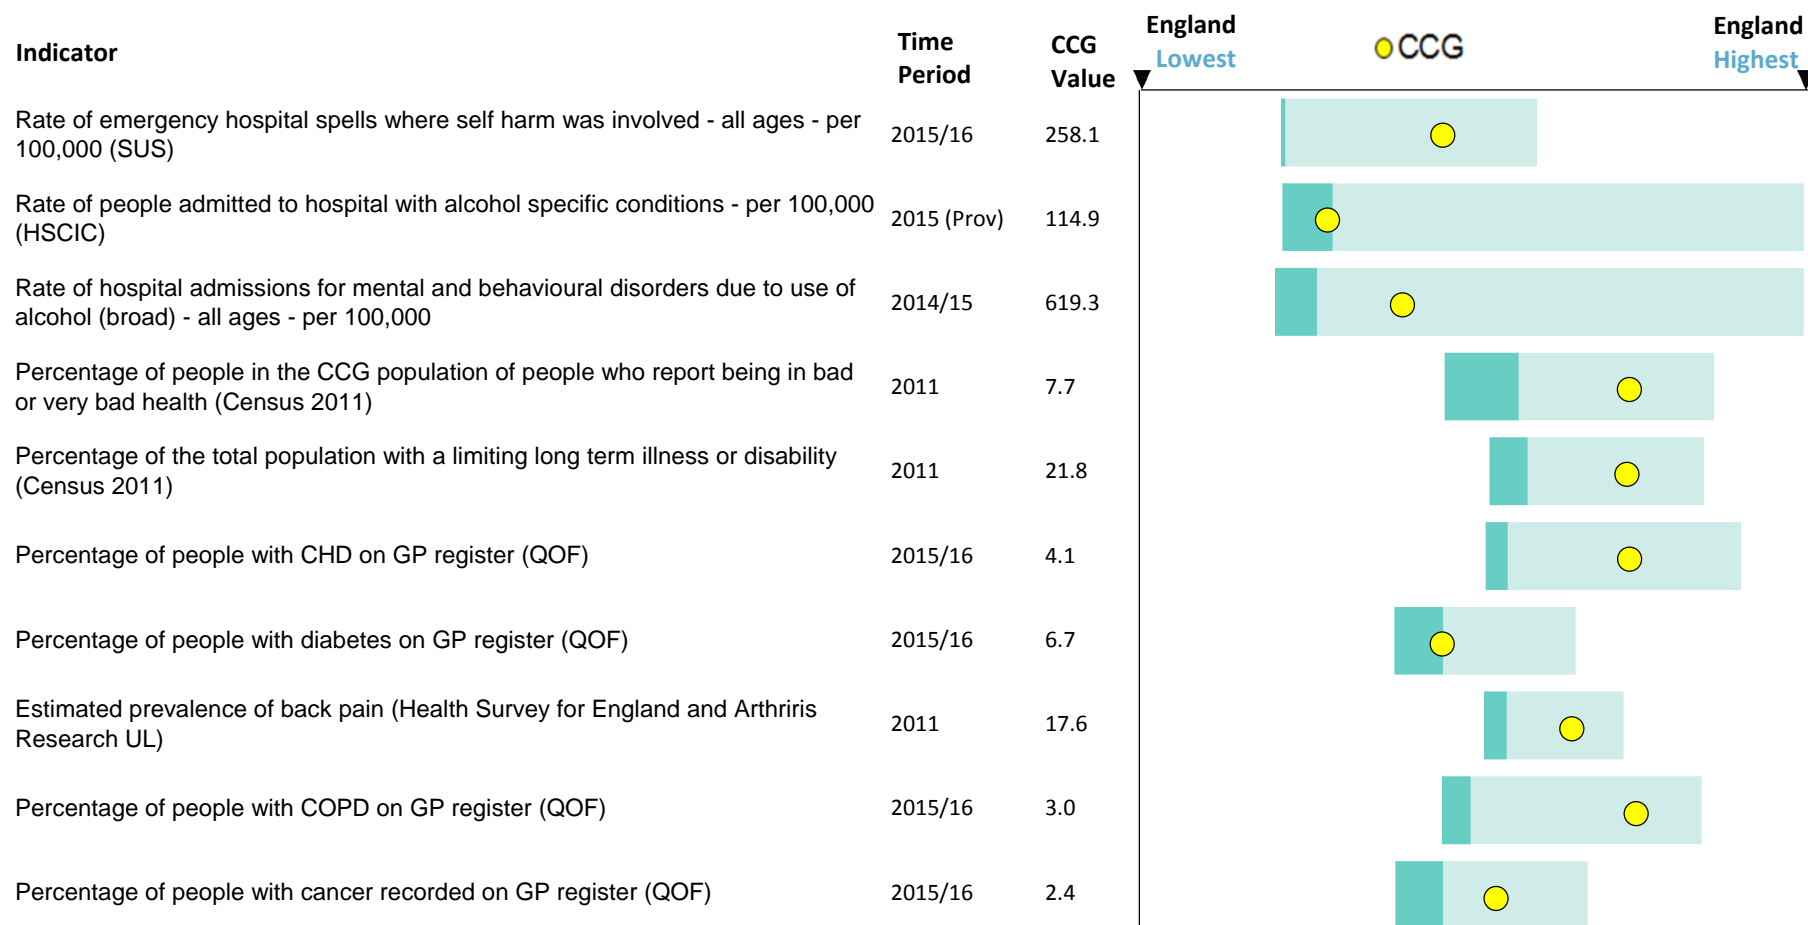 Indicator
Time
Period
CCG
Value
England
Lowest
CCG
England
Highest
Rate of emergency hospital spells where self harm was involved - all ages - per
100,000 (SUS)
2015/16
258.1
Rate of people admitted to hospital with alcohol specific conditions - per 100,000
(HSCIC)
2015 (Prov)
114.9
Rate of hospital admissions for mental and behavioural disorders due to use of
alcohol (broad) - all ages - per 100,000
2014/15
619.3
Percentage of people in the CCG population of people who report being in bad
or very bad health (Census 2011)
2011
7.7
Percentage of the total population with a limiting long term illness or disability
(Census 2011)
2011
21.8
Percentage of people with CHD on GP register (QOF)
2015/16
4.1
Percentage of people with diabetes on GP register (QOF)
2015/16
6.7
Estimated prevalence of back pain (Health Survey for England and Arthriris
Research UL)
2011
17.6
Percentage of people with COPD on GP register (QOF)
2015/16
3.0
Percentage of people with cancer recorded on GP register (QOF)
2015/16
2.4